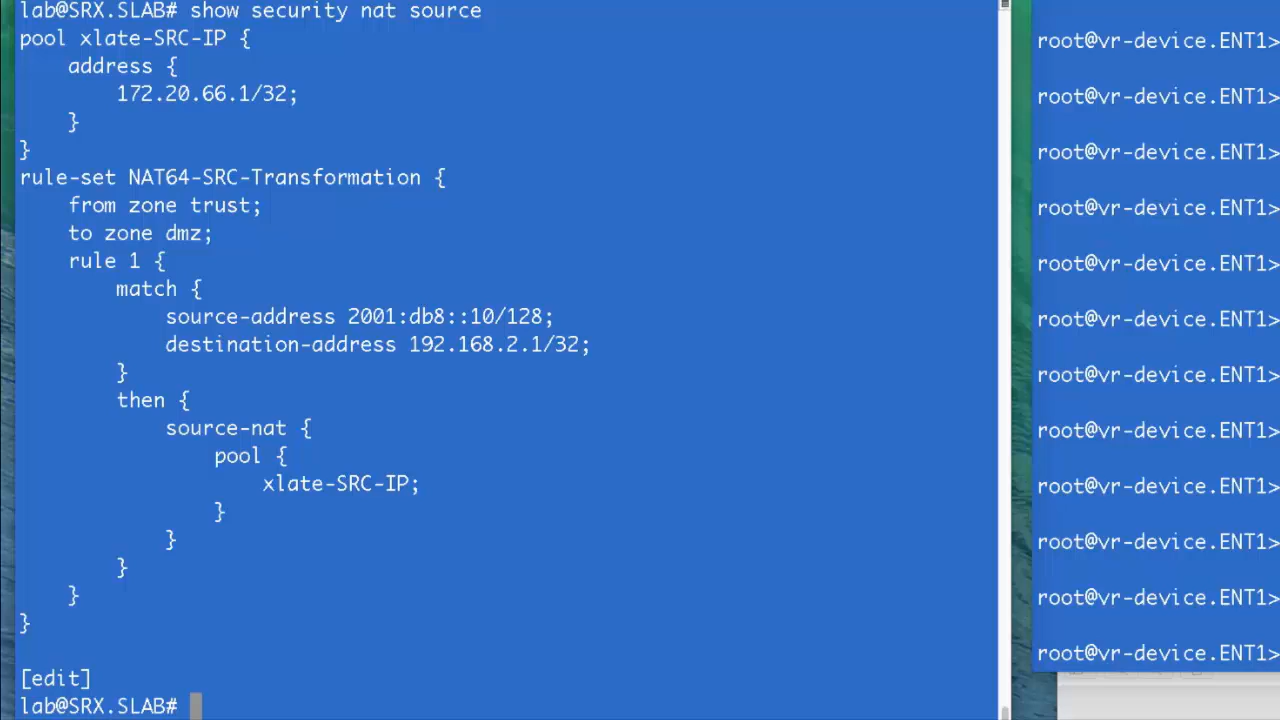 lab@SRX.SLAB# show security nat source
pool xlate-SRC-IP {
    address {
        172.20.66.1/32;
    }
}
rule-set NAT64-SRC-Transformation {
    from zone trust;
    to zone dmz;
    rule 1 {
        match {
            source-address 2001:db8::10/128;
            destination-address 192.168.2.1/32;
        }
        then {
            source-nat {
                pool {
                    xlate-SRC-IP;
                }
            }
        }
    }
}
[edit]
lab@SRX.SLAB#
root@vr-device.ENT1>
root@vr-device.ENT1>
root@vr-device.ENT1>
root@vr-device.ENT1>
root@vr-device.ENT1>
root@vr-device.ENT1>
root@vr-device.ENT1>
root@vr-device.ENT1>
root@vr-device.ENT1>
root@vr-device.ENT1>
root@vr-device.ENT1>
root@vr-device.ENT1>